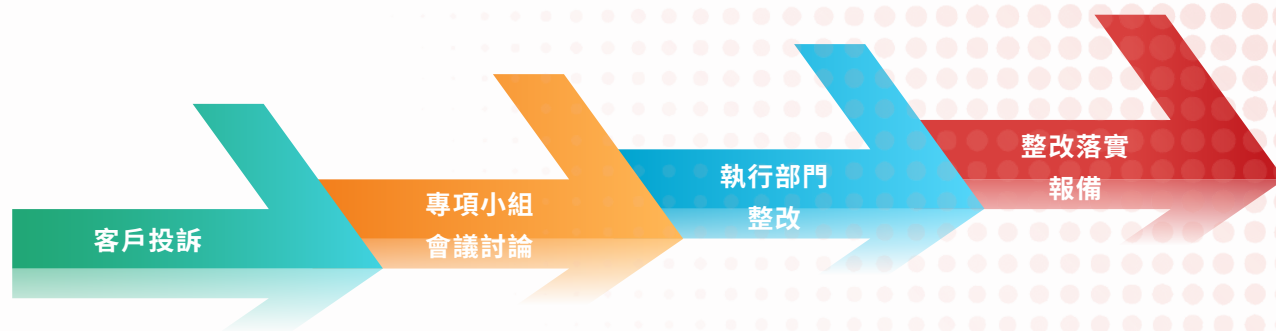 客戶投訴
專項小組
會議討論
執行部門
整改
整改落實
報備